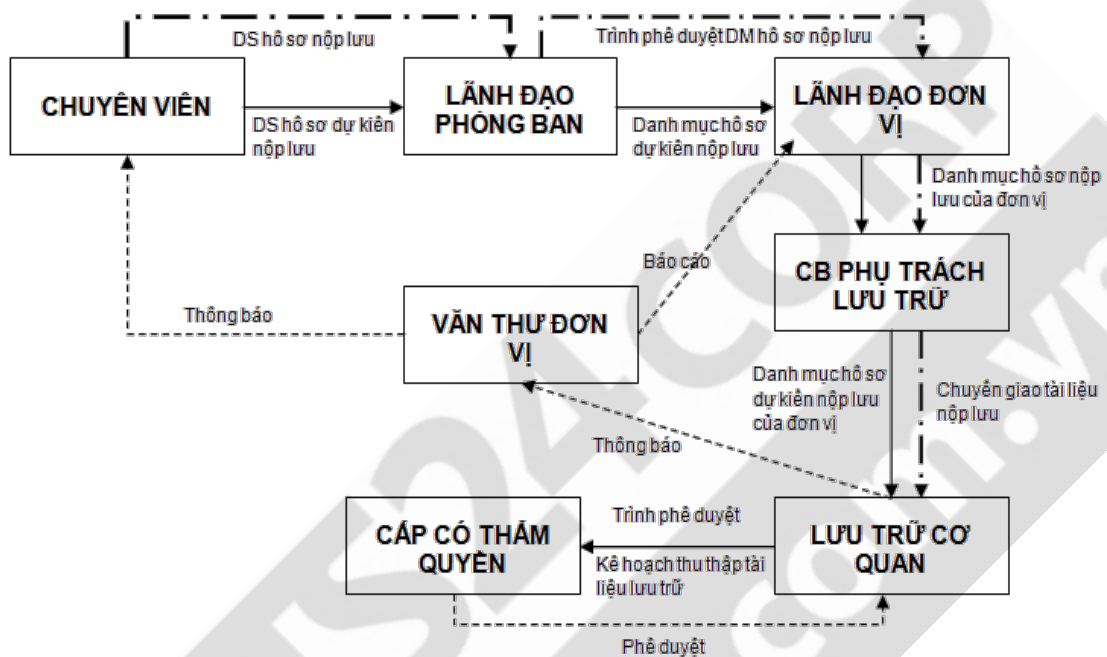 DS hồ sơ nộp lưu
Trình phê duyệt DM hồ sơ nộp lưu
CHUYÊN VIÊN
LÃNH ĐẠO
PHÒNG BAN
LÃNH ĐẠO ĐƠN
VỊ
DS hồ sơ dự kiến
nộp lưu
Danh mục hồ sơ
dự kiến nộp lưu
Danh mục hồ sơ nộp
lưu của đơn vị
Báo cáo
CB PHỤ TRÁCH
LƯU TRỮ
Thông báo
VĂN THƯ ĐƠN
VỊ
Danh mục hồ sơ
dự kiến nộp lưu
của đơn vị
Chuyển giao tài liệu
nộp lưu
Thông báo
Trình phê duyệt
CẤP CÓ THẨM
QUYỀN
LƯU TRỮ CƠ
QUAN
Kế hoạch thu thập tài
liệu lưu trữ
Phê duyệt